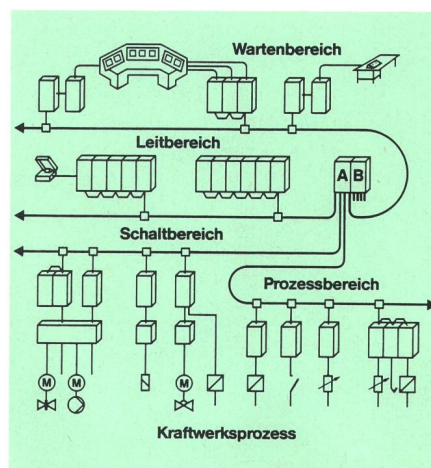 Wartenbereich
Leitbereich
A B
Schaltbereich
Prozessbereich
M M M
Kraftwerksprozess